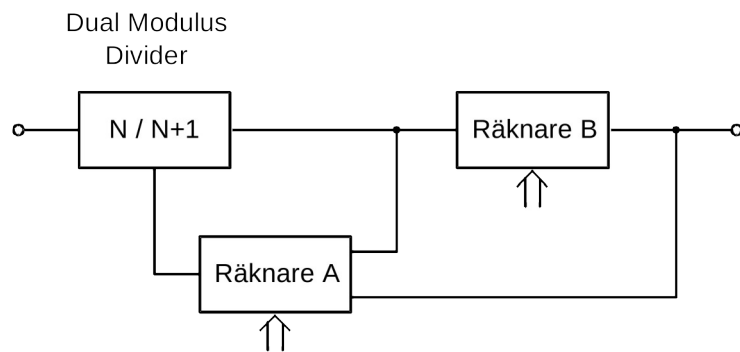 Dual Modulus
Divider
N / N+1
Räknare B
Räknare A